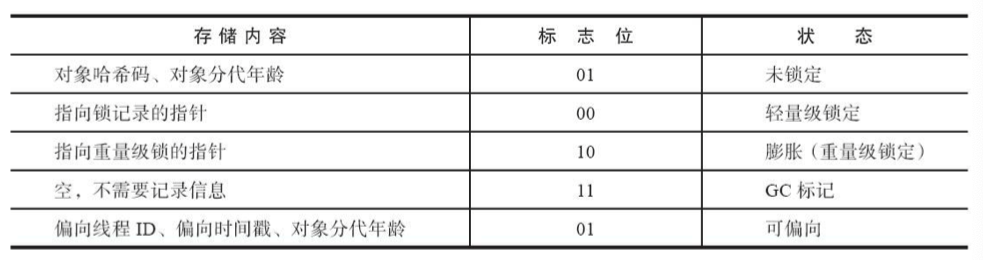 存储内容 标志位 状态
对象哈希码、对象分代年龄 01 未锁定
指向锁记录的指针 00 轻量级锁定
指向重量级锁的指针 10 膨胀（重量级锁定）
空，不需要记录信息 11 GC 标记
偏向线程 ID、偏向时间戳、对象分代年龄 01 可偏向